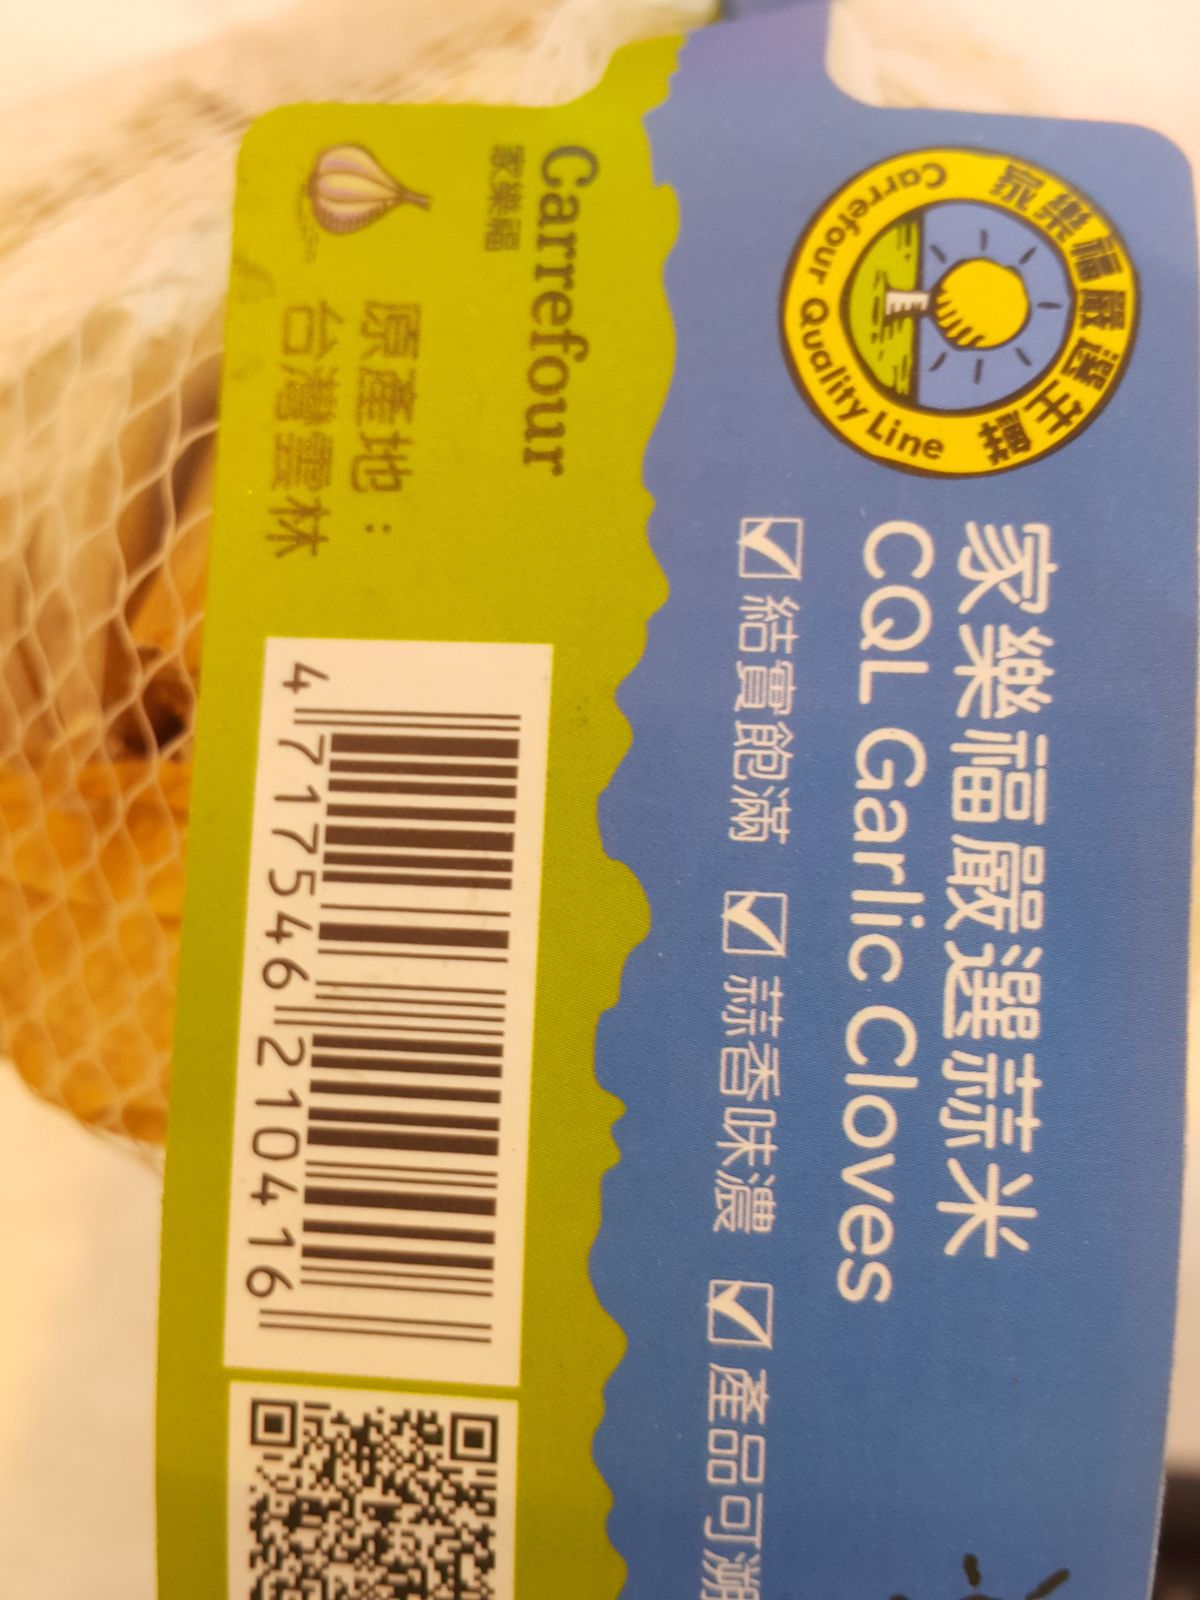 家樂福嚴選生鮮
Carrefour Quality Line
家樂福嚴選蒜米
CQL Garlic Cloves
☑結實飽滿 ☑蒜香味濃 ☑產品可溯
Carrefour
家樂福
原產地：
台灣雲林
4 717546 210416